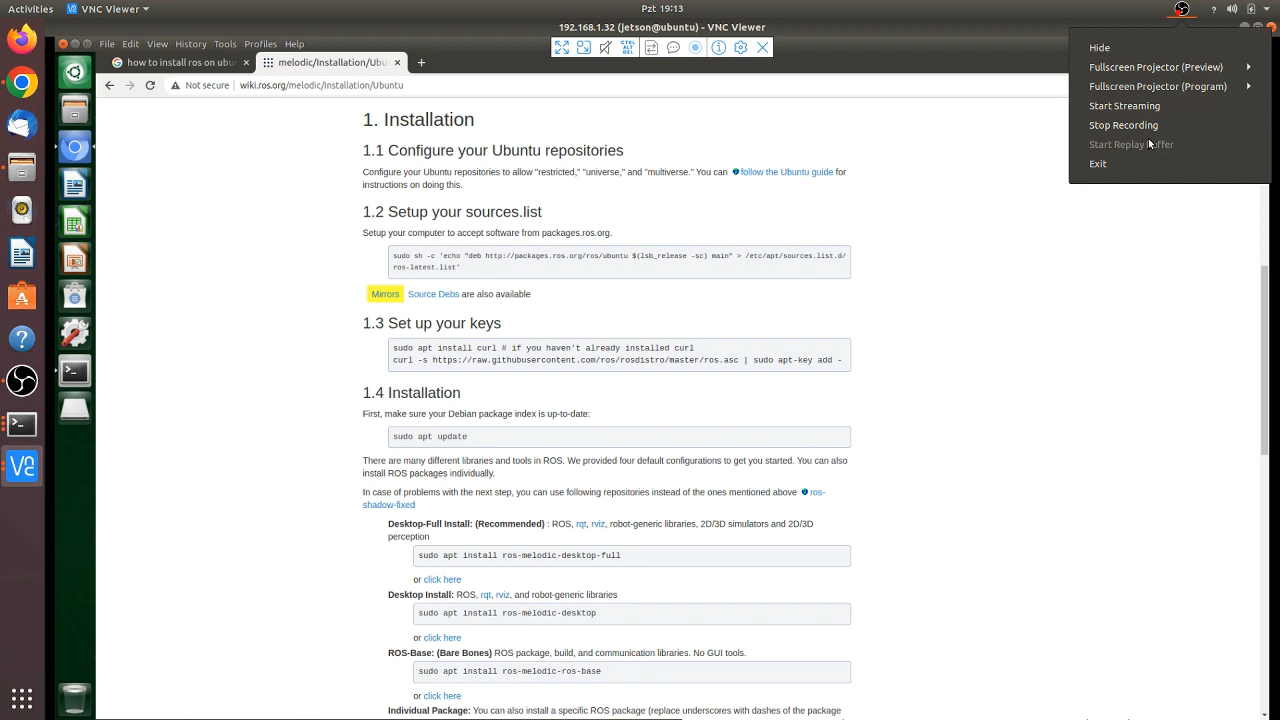 Activities
VNC Viewer
Pzt 19:13
192.168.1.32 (jetson@ubuntu) - VNC Viewer
File Edit View History Tools Profiles Help
CTRL ALT DEL
how to install ros on ubun
melodic/Installation/Ubu
Not secure
wiki.ros.org/melodic/Installation/Ubuntu
Hide
Fullscreen Projector (Preview)
Fullscreen Projector (Program)
Start Streaming
Stop Recording
Start Replay Buffer
Exit
1. Installation
1.1 Configure your Ubuntu repositories
Configure your Ubuntu repositories to allow "restricted," "universe," and "multiverse." You can follow the Ubuntu guide for
instructions on doing this.
1.2 Setup your sources.list
Setup your computer to accept software from packages.ros.org.
sudo sh -c 'echo "deb http://packages.ros.org/ros/ubuntu $(lsb_release -sc) main" > /etc/apt/sources.list.d/
ros-latest.list'
Mirrors Source Debs are also available
1.3 Set up your keys
sudo apt install curl # if you haven't already installed curl
curl -s https://raw.githubusercontent.com/ros/rosdistro/master/ros.asc | sudo apt-key add -
1.4 Installation
First, make sure your Debian package index is up-to-date:
sudo apt update
There are many different libraries and tools in ROS. We provided four default configurations to get you started. You can also
install ROS packages individually.
In case of problems with the next step, you can use following repositories instead of the ones mentioned above ros-
shadow-fixed
Desktop-Full Install: (Recommended) : ROS, rqt, rviz, robot-generic libraries, 2D/3D simulators and 2D/3D
perception
sudo apt install ros-melodic-desktop-full
or click here
Desktop Install: ROS, rqt, rviz, and robot-generic libraries
sudo apt install ros-melodic-desktop
or click here
ROS-Base: (Bare Bones) ROS package, build, and communication libraries. No GUI tools.
sudo apt install ros-melodic-ros-base
or click here
Individual Package: You can also install a specific ROS package (replace underscores with dashes of the package